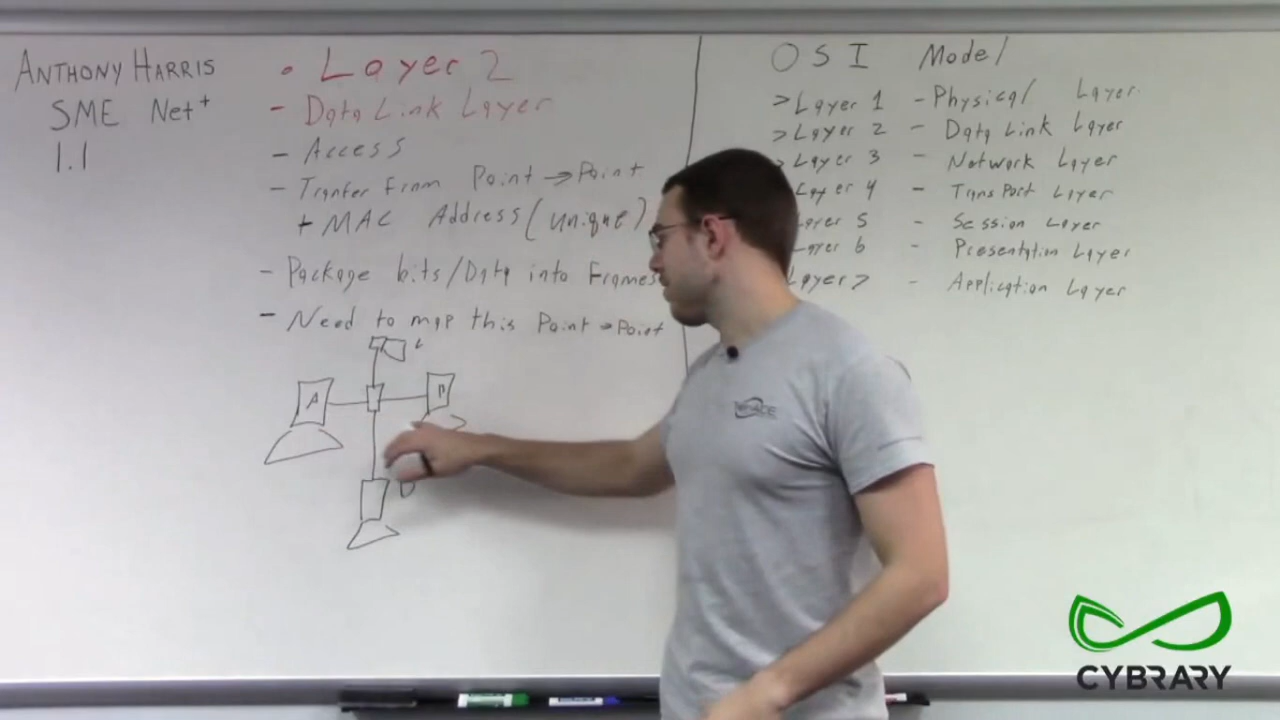 ANTHONY HARRIS
SME Net+
1.1
• Layer 2
- Data Link Layer
- Access
- Tranfer From Point → Point
+ MAC Address (unique)
- Package bits/Data into Frames
- Need to map this Point → Point
A
B
OSI Model
> Layer 1 - Physical Layer
> Layer 2 - Data Link Layer
> Layer 3 - Network Layer
Layer 4 - Transport Layer
Layer 5 - Session Layer
Layer 6 - Presentation Layer
Layer 7 - Application Layer
CYBRARY